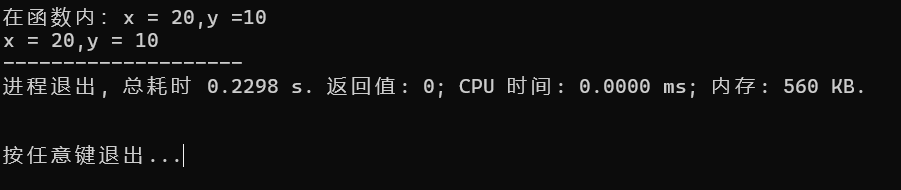 在函数内: x = 20,y =10
x = 20,y = 10
--------------------
进程退出, 总耗时 0.2298 s. 返回值: 0; CPU 时间: 0.0000 ms; 内存: 560 KB.
按任意键退出...